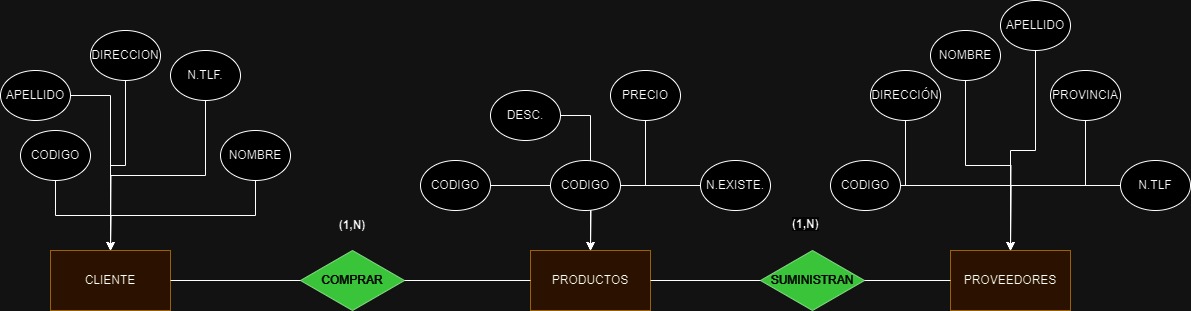 APELLIDO
DIRECCION
N.TLF.
CODIGO
NOMBRE
DESC.
PRECIO
CODIGO
CODIGO
N.EXISTE.
APELLIDO
NOMBRE
DIRECCIÓN
PROVINCIA
CODIGO
N.TLF
(1,N)
(1,N)
CLIENTE
COMPRAR
PRODUCTOS
SUMINISTRAN
PROVEEDORES